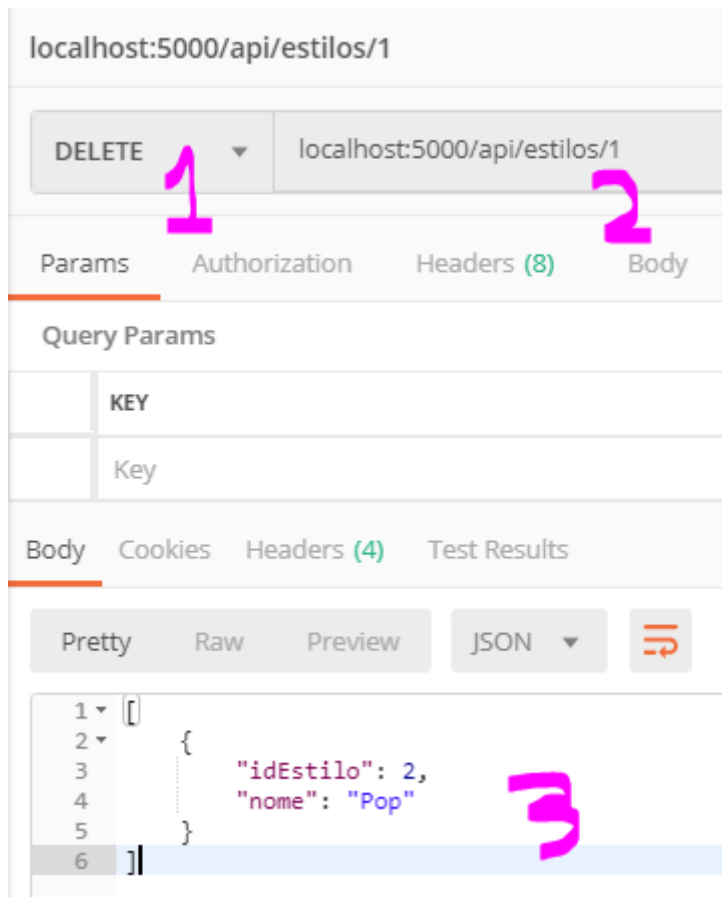 localhost:5000/api/estilos/1
DELETE localhost:5000/api/estilos/1
1 2
Params Authorization Headers (8) Body
Query Params
KEY
Key
Body Cookies Headers (4) Test Results
Pretty Raw Preview JSON
1 [
2 {
3 "idEstilo": 2,
4 "nome": "Pop"
3
5 }
6 ]